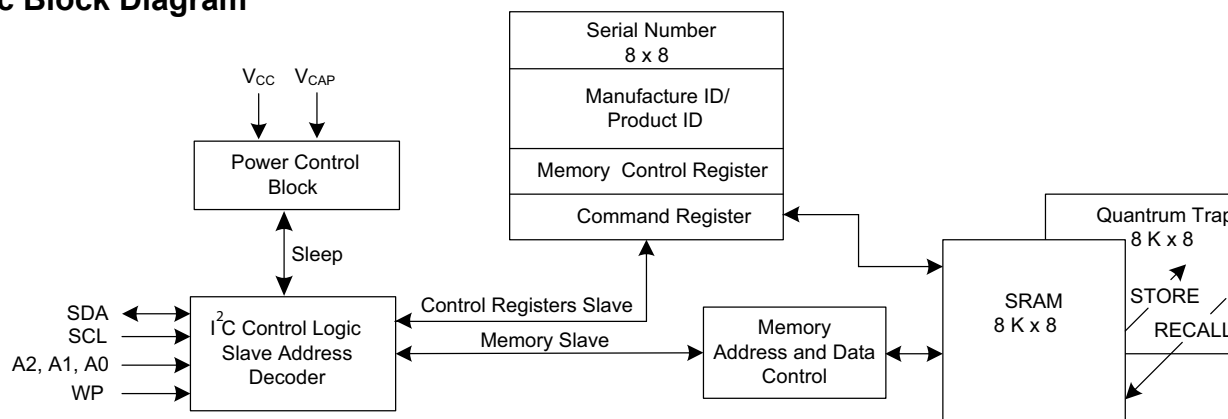 c Block Diagram
Serial Number
8 x 8
Manufacture ID/
Product ID
Memory Control Register
Command Register
VCC VCAP
Power Control
Block
Sleep
Quantrum Trap
8 K x 8
SRAM
8 K x 8
STORE
RECALL
SDA
SCL
A2, A1, A0
WP
I2C Control Logic
Slave Address
Decoder
Control Registers Slave
Memory Slave
Memory
Address and Data
Control